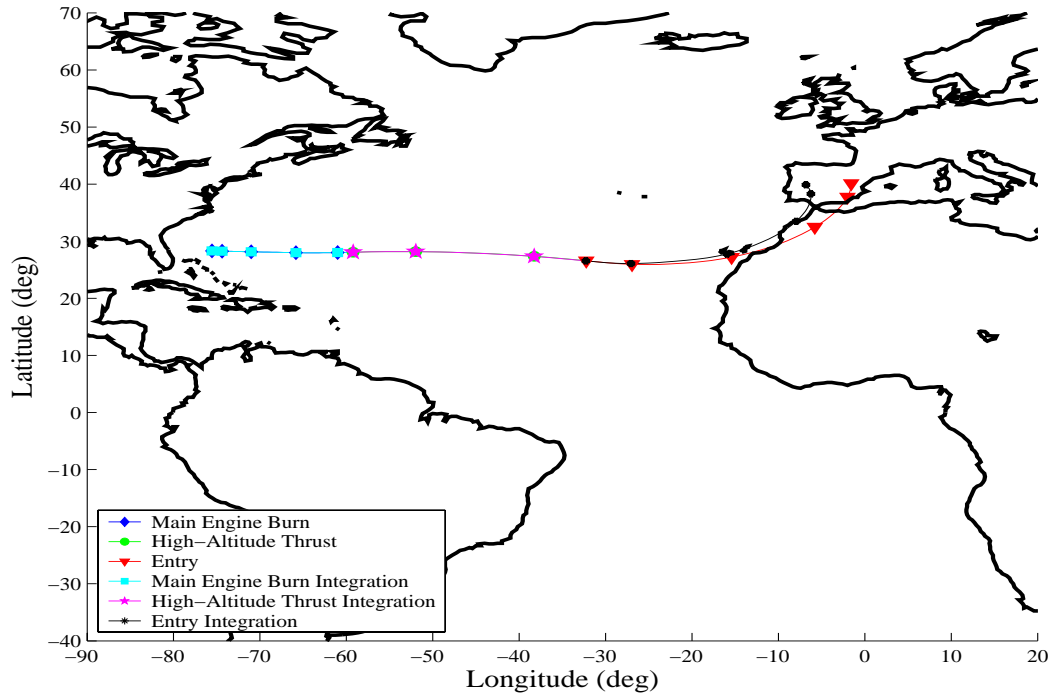 70
60
50
40
30
20
10
0
−10
−20
−30
−40
Latitude (deg)
−90 −80 −70 −60 −50 −40 −30 −20 −10 0 10 20
Longitude (deg)
Main Engine Burn
High−Altitude Thrust
Entry
Main Engine Burn Integration
High−Altitude Thrust Integration
Entry Integration